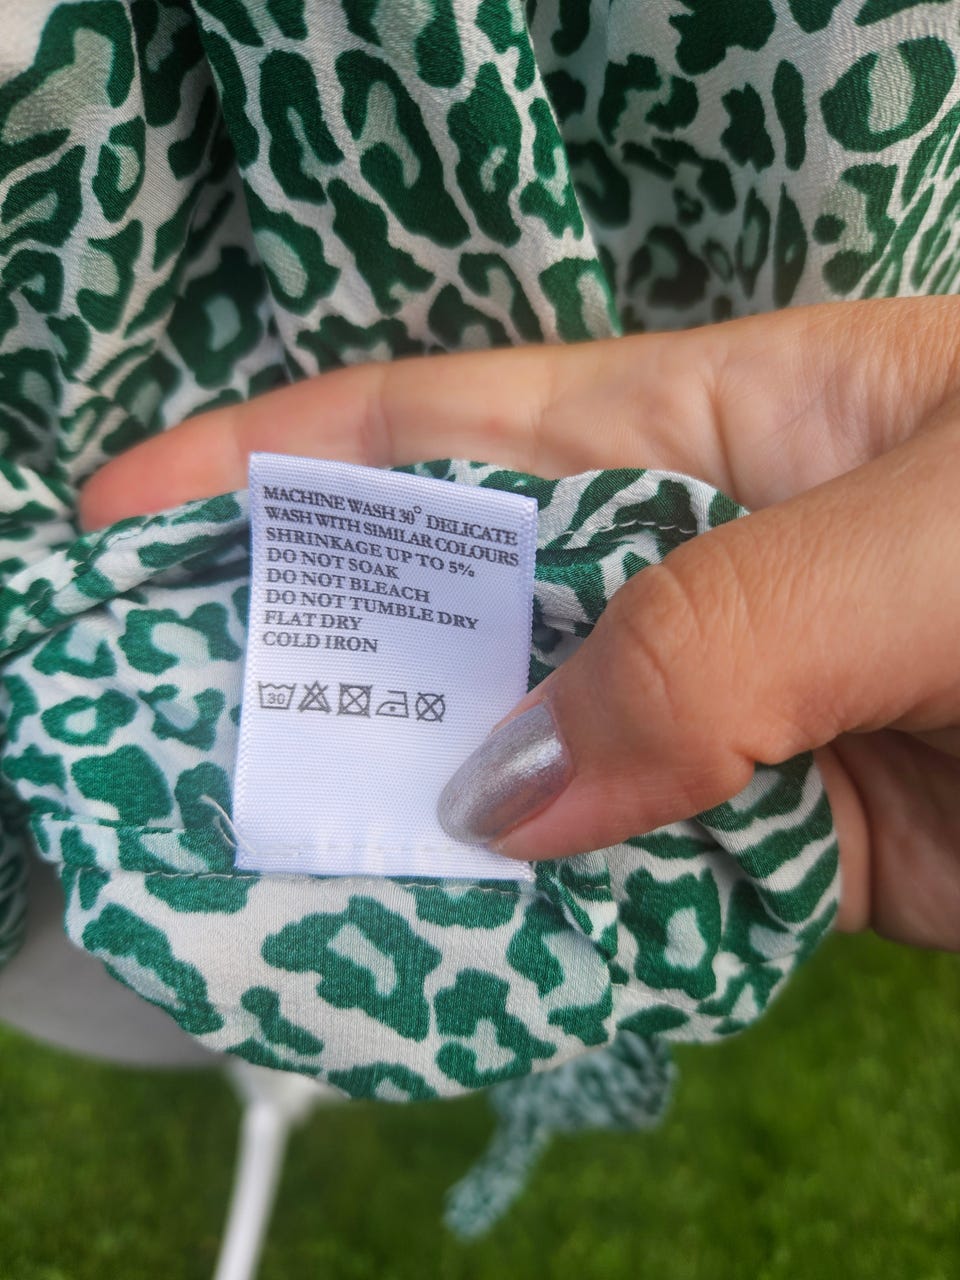 MACHINE WASH 30° DELICATE
WASH WITH SIMILAR COLOURS
SHRINKAGE UP TO 5%
DO NOT SOAK
DO NOT BLEACH
DO NOT TUMBLE DRY
FLAT DRY
COLD IRON
30